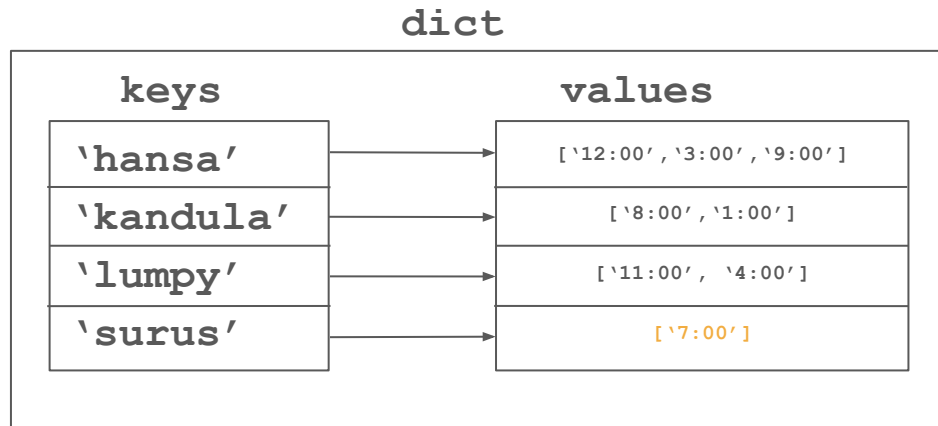 dict
keys values
‘hansa’ [‘12:00’,‘3:00’,‘9:00’]
‘kandula’ [‘8:00’,‘1:00’]
‘lumpy’ [‘11:00’, ‘4:00’]
‘surus’ [‘7:00’]